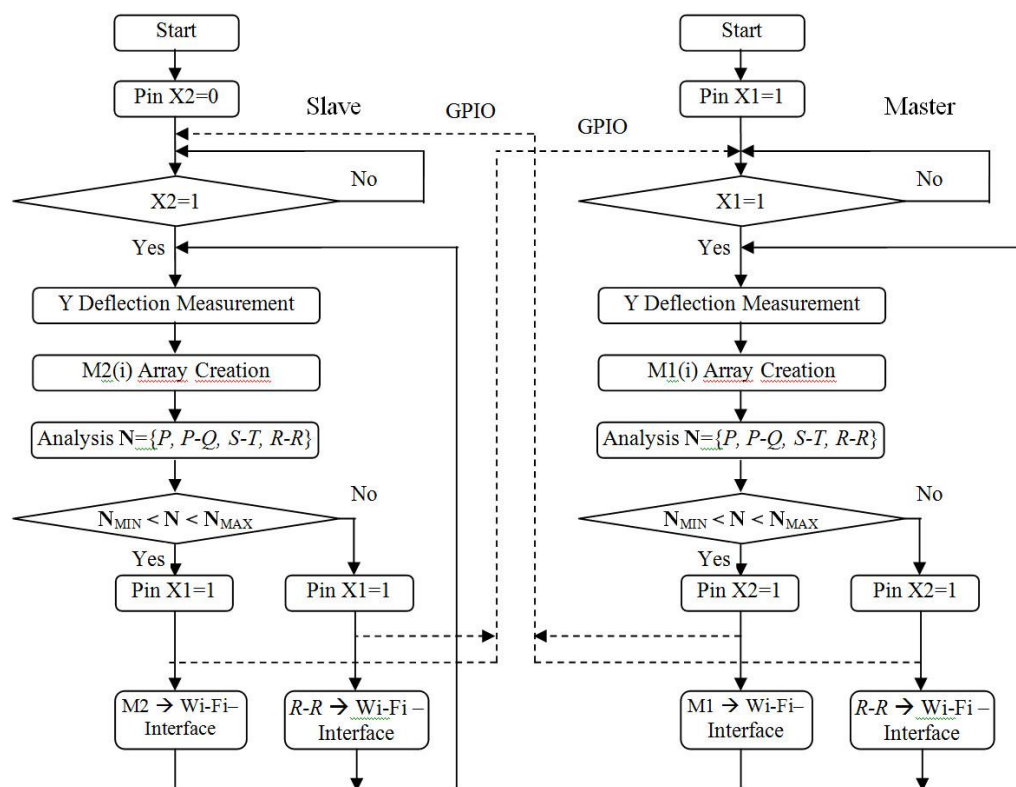 Start
Pin X2=0
Slave
GPIO
No
X2=1
Yes
Y Deflection Measurement
M2(i) Array Creation
Analysis N={P, P-Q, S-T, R-R}
No
NMIN < N < NMAX
Yes
Pin X1=1
Pin X1=1
M2 → Wi-Fi–
Interface
R-R → Wi-Fi –
Interface
Start
Pin X1=1
Master
GPIO
No
X1=1
Yes
Y Deflection Measurement
M1(i) Array Creation
Analysis N={P, P-Q, S-T, R-R}
No
NMIN < N < NMAX
Yes
Pin X2=1
Pin X2=1
M1 → Wi-Fi–
Interface
R-R → Wi-Fi –
Interface